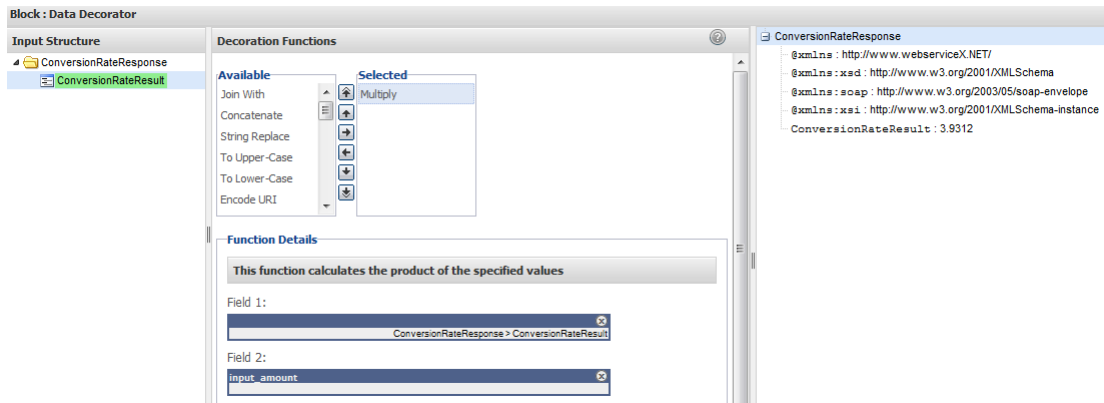 Block : Data Decorator
Input Structure
ConversionRateResponse
ConversionRateResult
Decoration Functions
Available
Join With
Concatenate
String Replace
To Upper-Case
To Lower-Case
Encode URI
Selected
Multiply
Function Details
This function calculates the product of the specified values
Field 1:
ConversionRateResponse > ConversionRateResult
Field 2:
input_amount
ConversionRateResponse
@xmlns : http://www.webserviceX.NET/
@xmlns:xsd : http://www.w3.org/2001/XMLSchema
@xmlns:soap : http://www.w3.org/2003/05/soap-envelope
@xmlns:xsi : http://www.w3.org/2001/XMLSchema-instance
ConversionRateResult : 3.9312